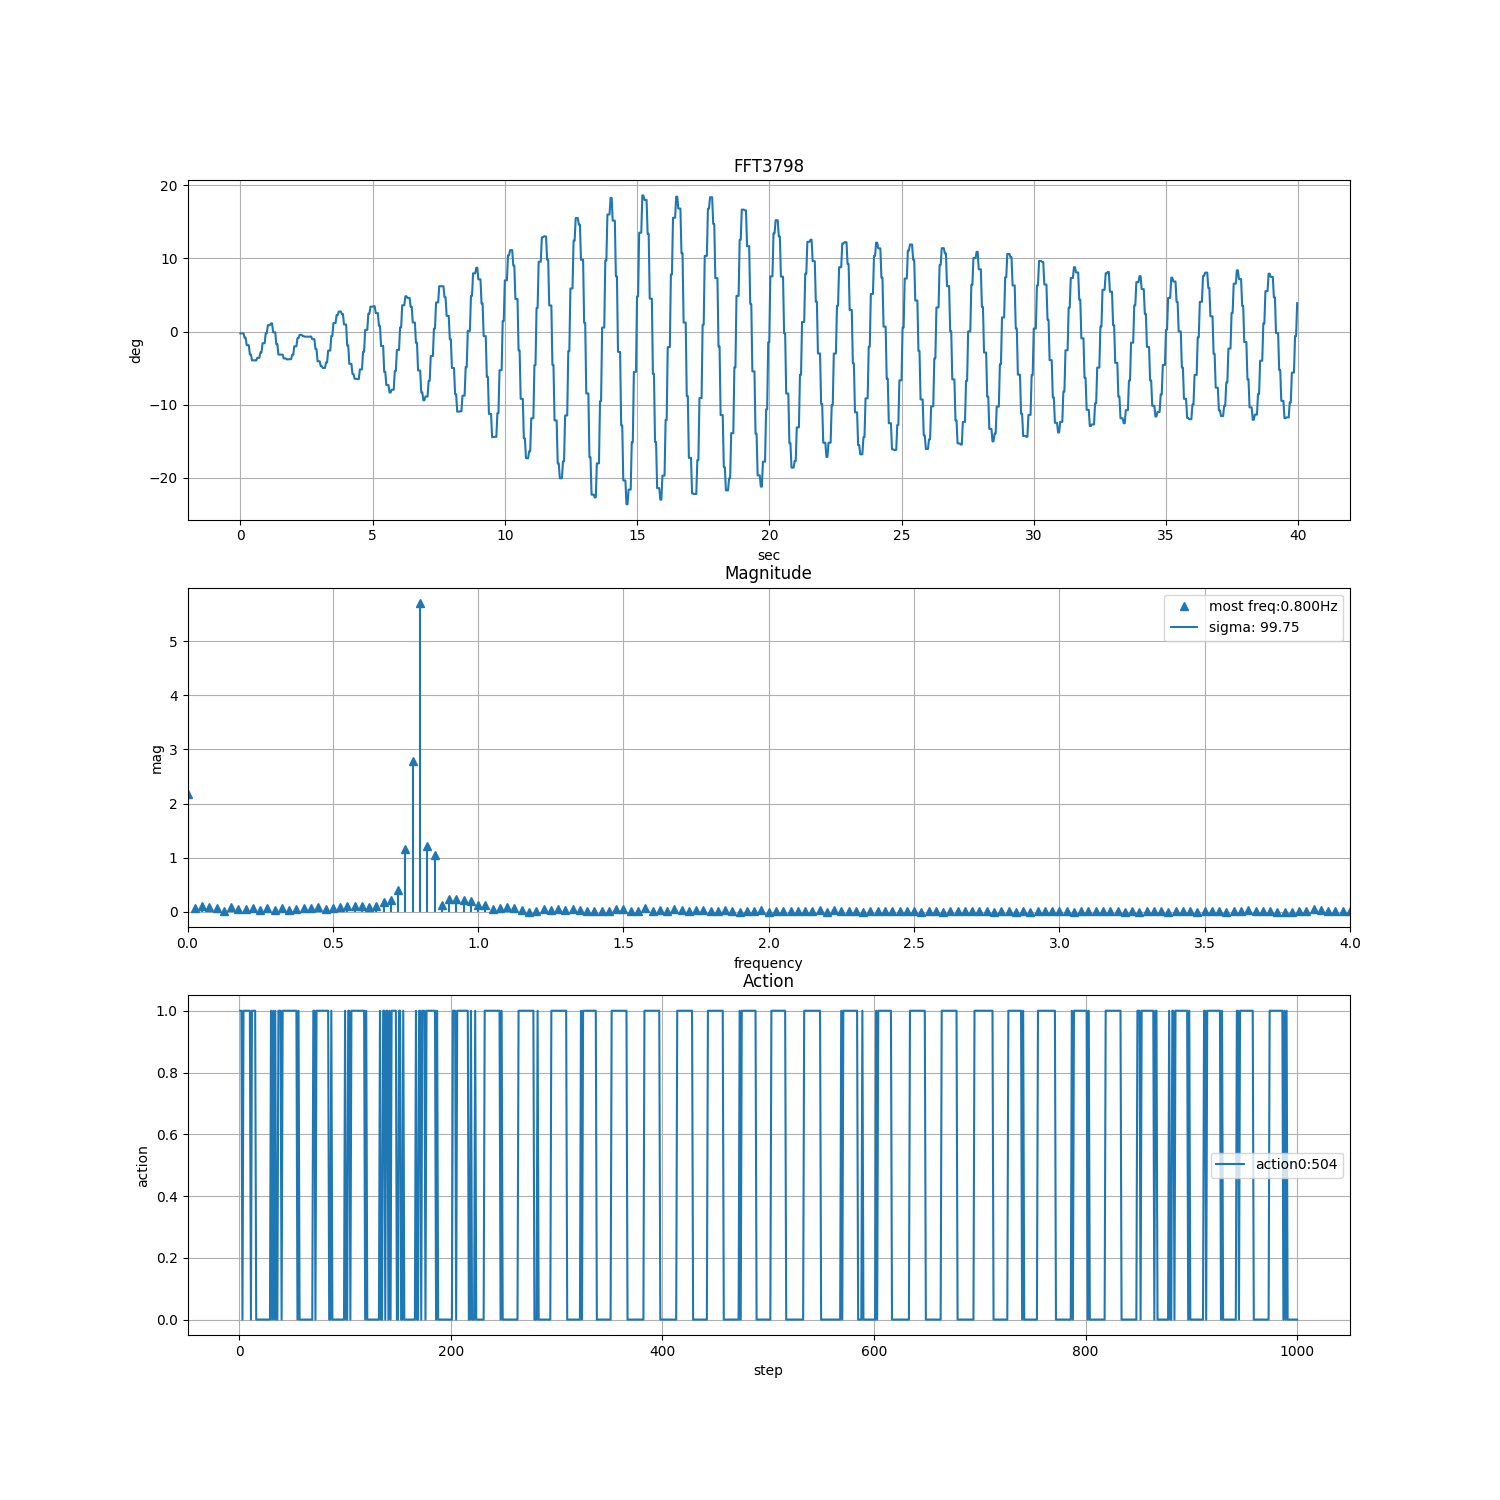 FFT3798
20
10
0
−10
−20
deg
0 5 10 15 20 25 30 35 40
sec
Magnitude
most freq:0.800Hz
sigma: 99.75
5
4
3
2
1
0
mag
0.0 0.5 1.0 1.5 2.0 2.5 3.0 3.5 4.0
frequency
Action
1.0
0.8
0.6
0.4
0.2
0.0
action
action0:504
0 200 400 600 800 1000
step